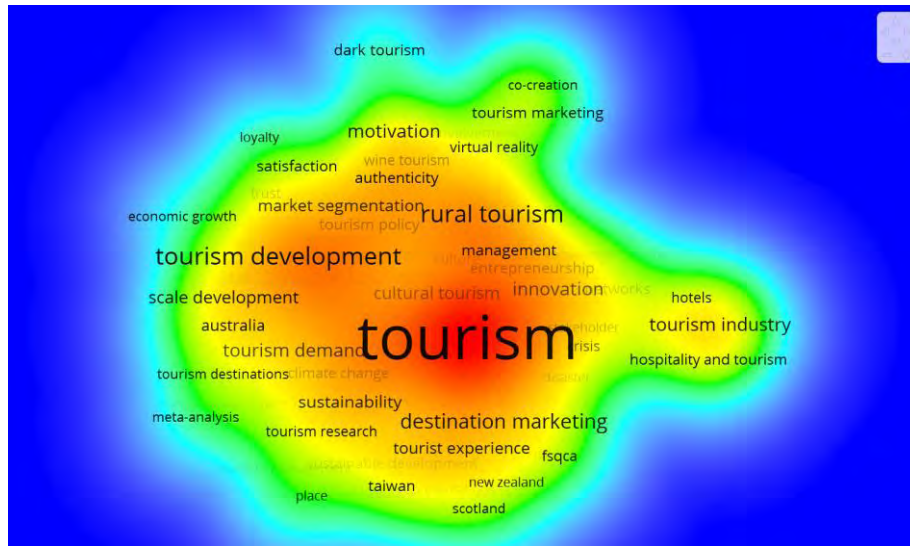 dark tourism
co-creation
tourism marketing
motivation
loyalty
virtual reality
wine tourism
satisfaction
authenticity
trust
market segmentation
economic growth
rural tourism
tourism policy
tourism development
management
entrepreneurship
cultural tourism
innovation
scale development
hotels
australia
tourism industry
tourism
tourism demand
hospitality and tourism
tourism destinations
climate change
disaster
sustainability
meta-analysis
destination marketing
tourism research
tourist experience
fsqca
sustainable development
taiwan
new zealand
place
scotland